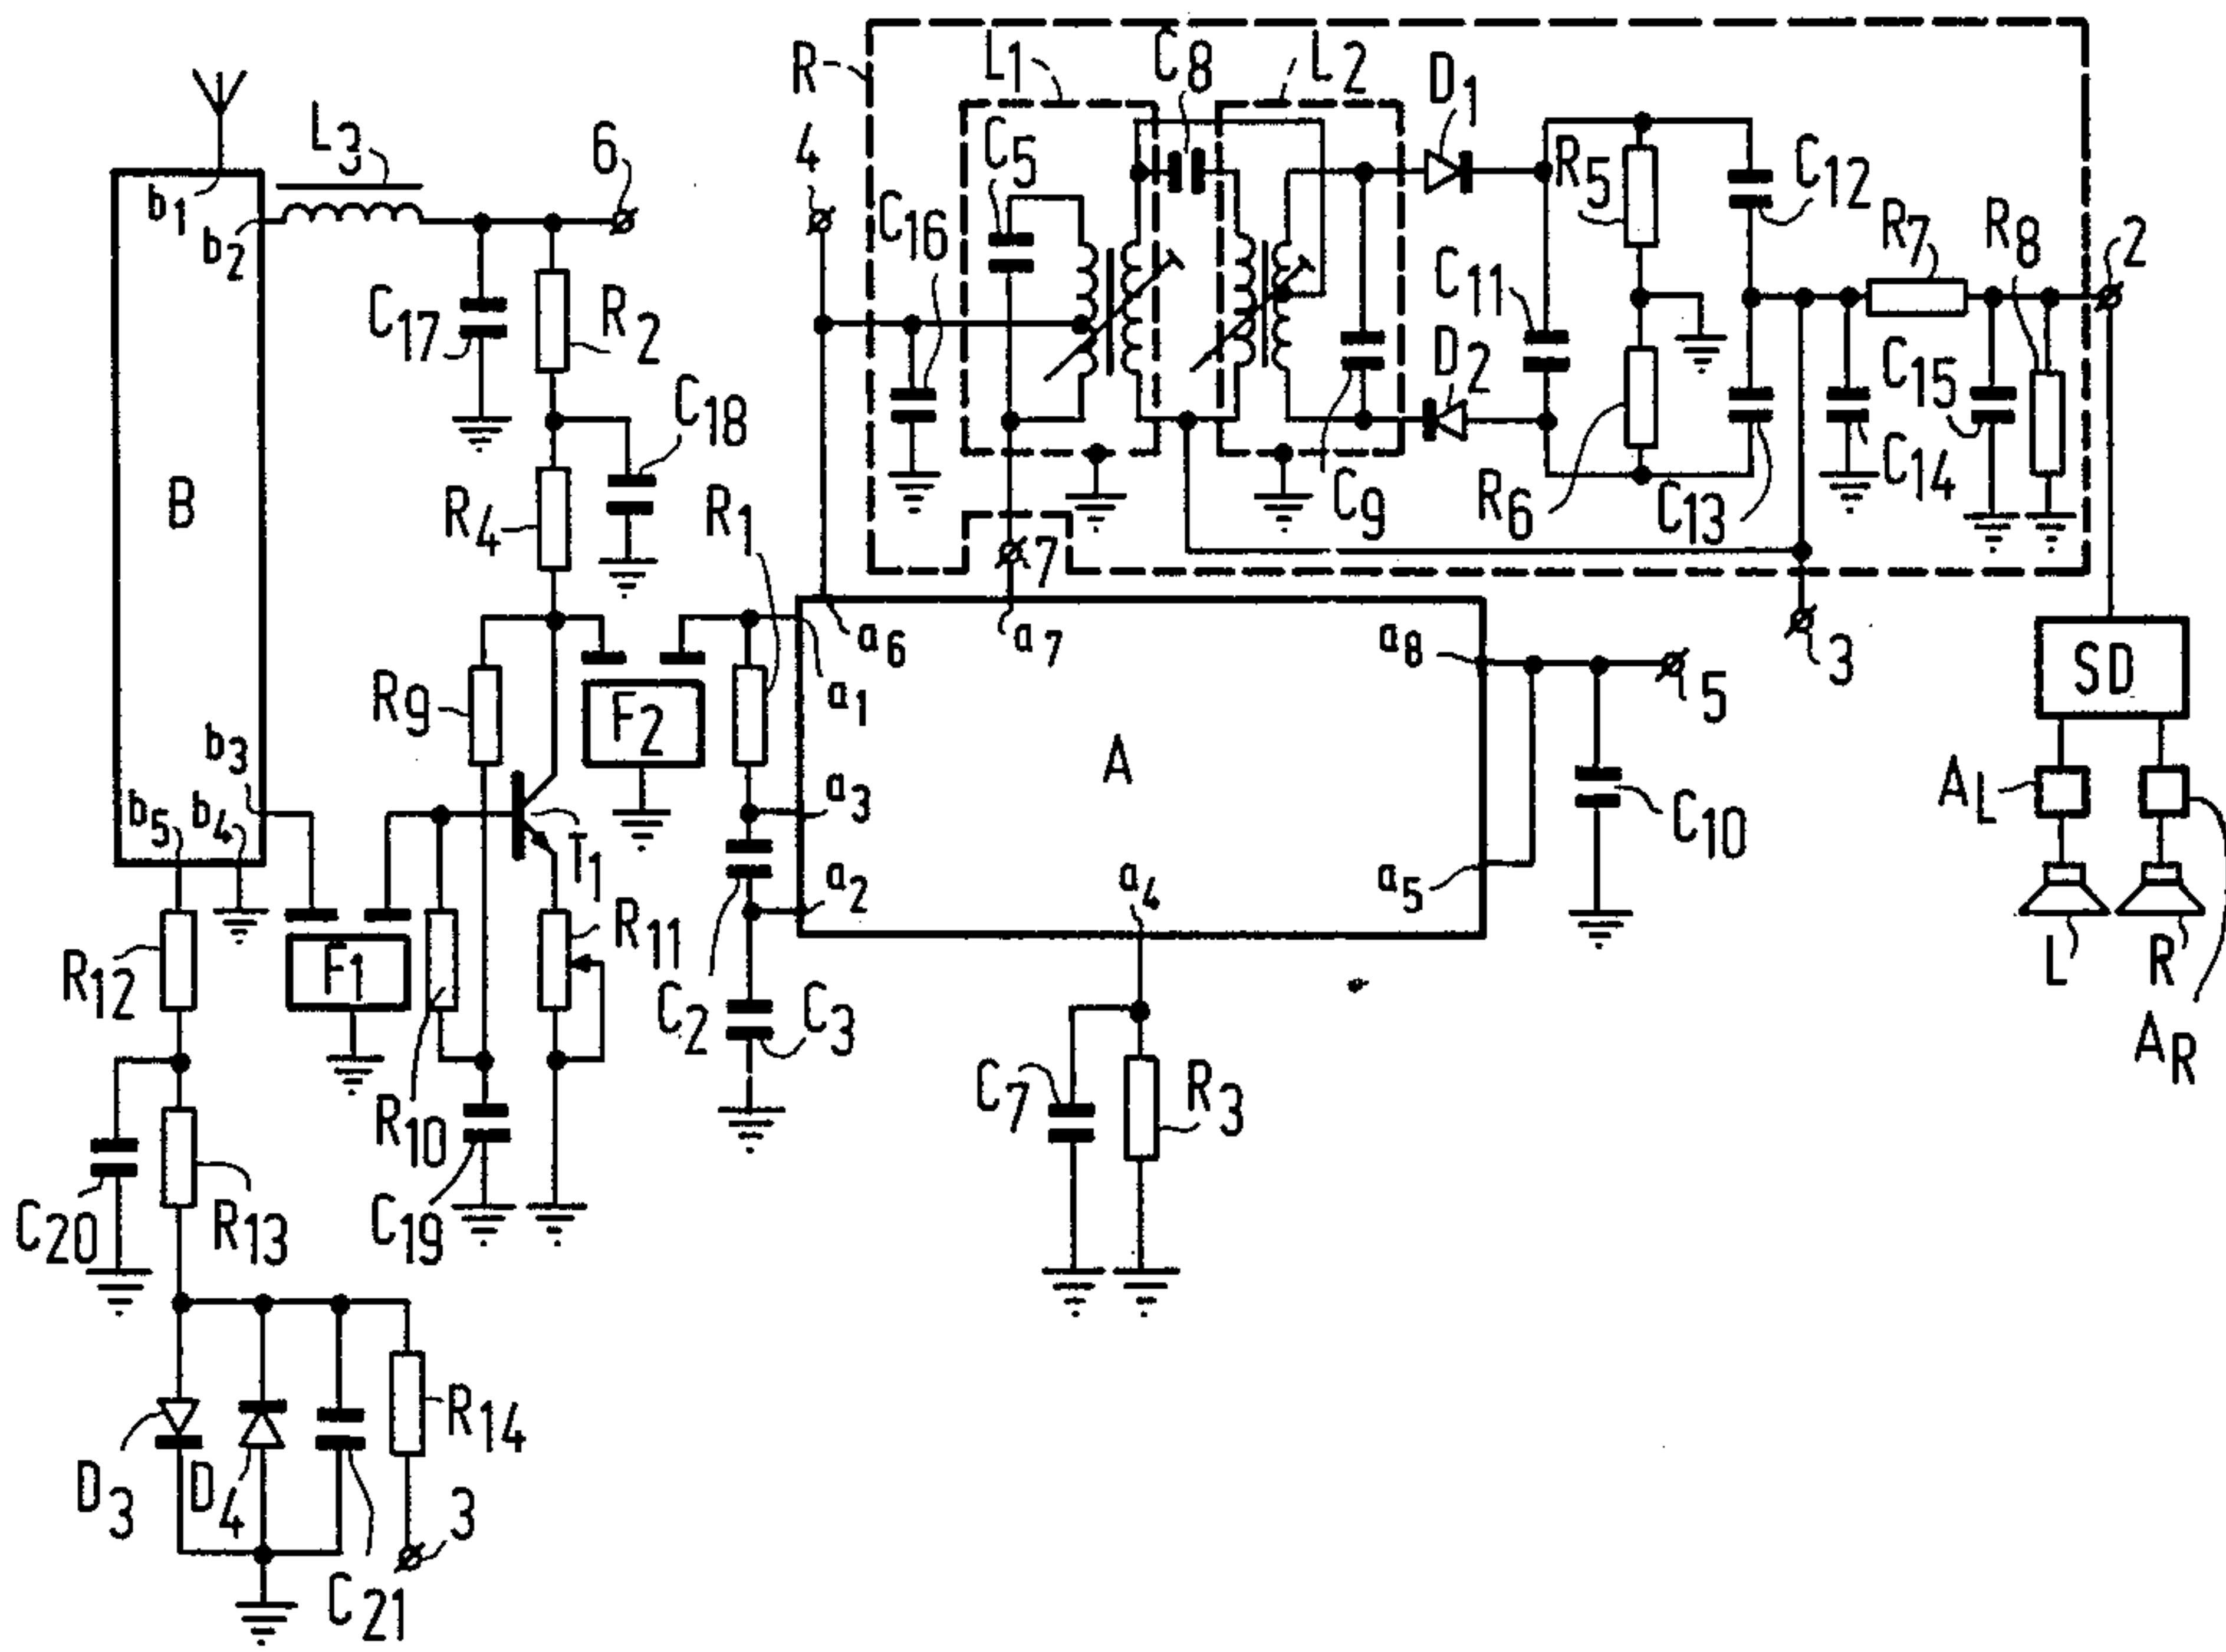 R L1 C8 L2 D1
4 C5 R5 C12
L3 6 C16 R7 R8 2
b1 b2 C11
C17 R2 D2 C15
C18
B R4 R1 C9 R6 C13 C14
7
a6 a7 a8 3 SD
R9 F2 a1 5
b3 A AL
b5 b4 a3 C10
T1 a2 a4 a5
R12 F1 R11 L R
C2 C3 AR
R10 C7 R3
C20 R13 C19
R14
D3 D4 3
C21